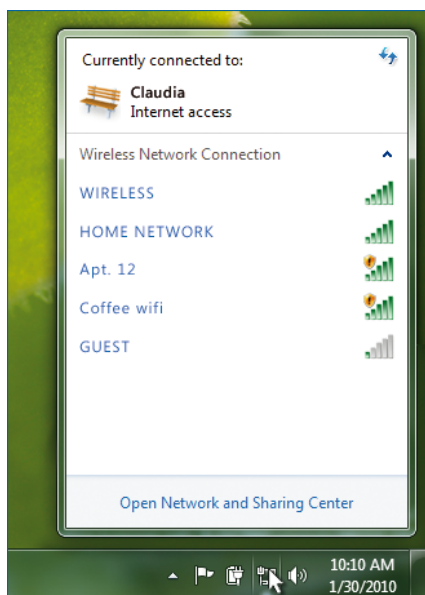 Currently connected to:
Claudia
Internet access
Wireless Network Connection
WIRELESS
HOME NETWORK
Apt. 12
Coffee wifi
GUEST
Open Network and Sharing Center
10:10 AM
1/30/2010